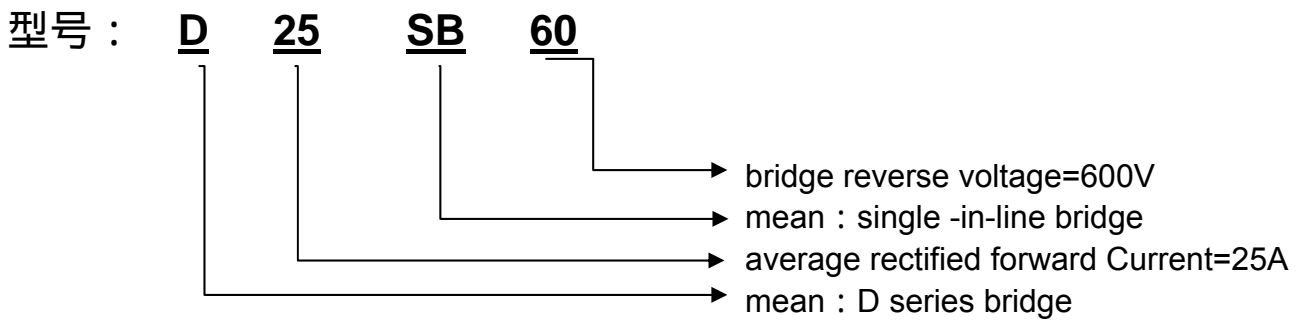 型号： D 25 SB 60
bridge reverse voltage=600V
mean：single -in-line bridge
average rectified forward Current=25A
mean：D series bridge